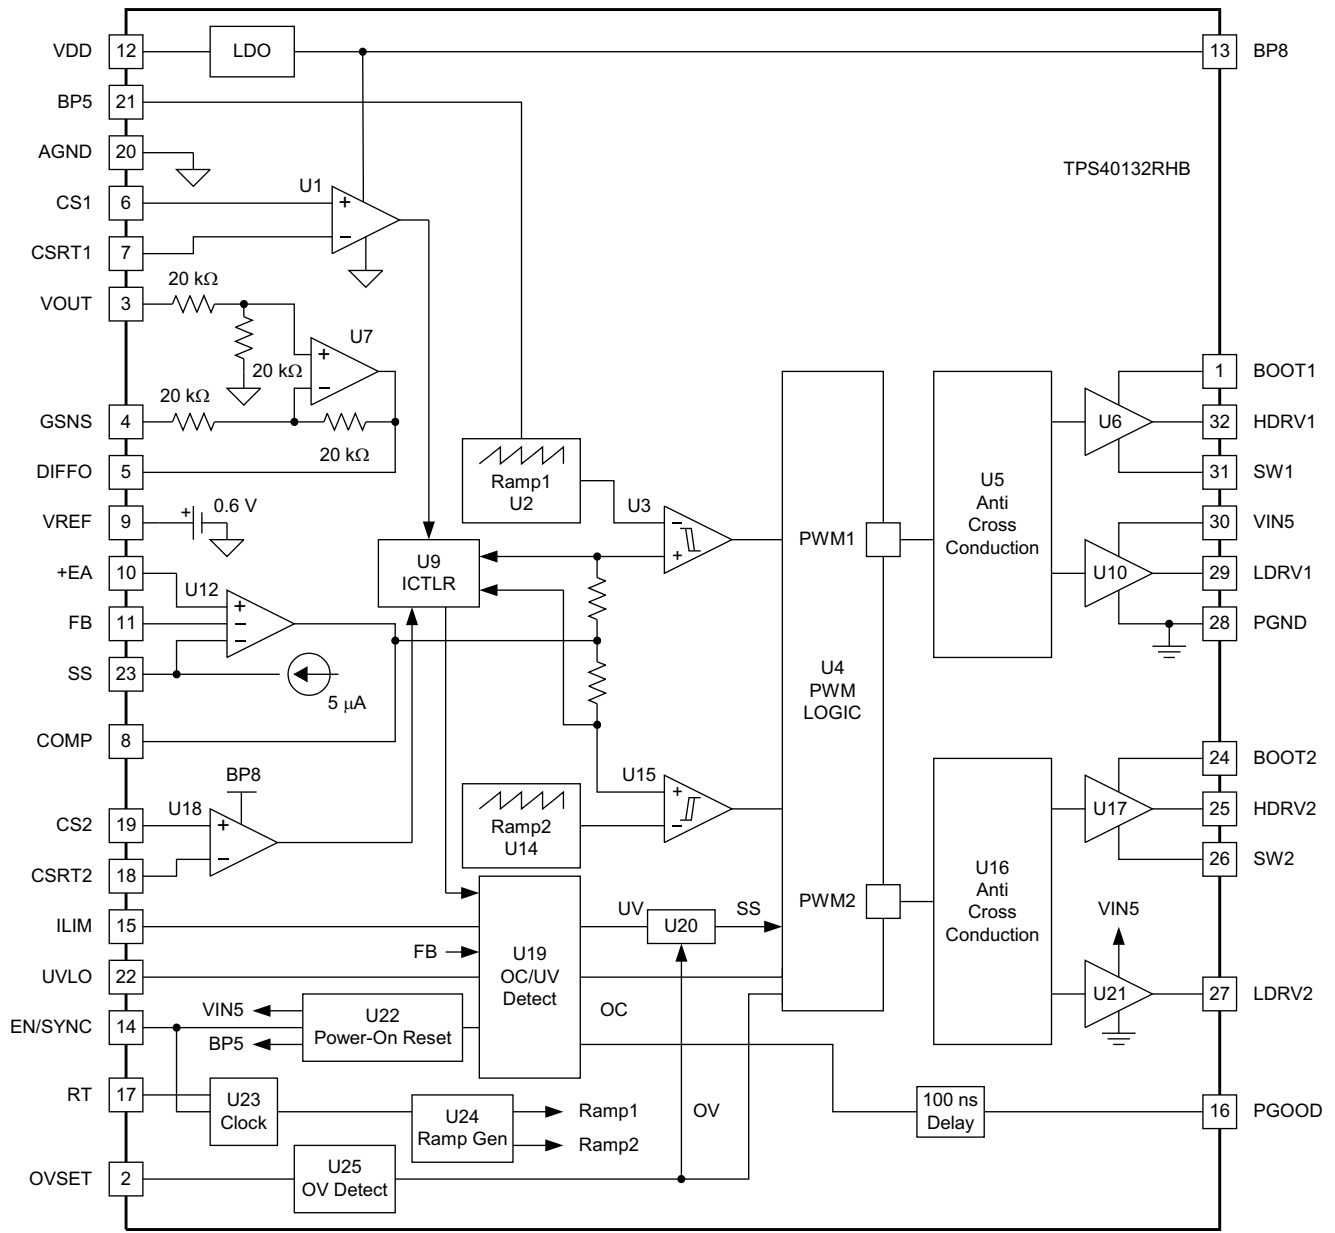 VDD 12 LDO 13 BP8
BP5 21
AGND 20
TPS40132RHB
U1
CS1 6 + −
CSRT1 7
20 kΩ
VOUT 3
U7
+ −
20 kΩ
20 kΩ
GSNS 4
20 kΩ
DIFFO 5
Ramp1
U2
VREF 9 + 0.6 V
U3
− +
+EA 10
U12
+ − −
FB 11
SS 23
5 μA
COMP 8
U9
ICTLR
PWM1
U4
PWM
LOGIC
PWM2
U5
Anti
Cross
Conduction
U6
1 BOOT1
32 HDRV1
31 SW1
U10
30 VIN5
29 LDRV1
28 PGND
BP8
U18
+ −
CS2 19
CSRT2 18
Ramp2
U14
U15
+ −
U16
Anti
Cross
Conduction
U17
24 BOOT2
25 HDRV2
26 SW2
VIN5
U21
27 LDRV2
ILIM 15
UV U20 SS
FB
U19
OC/UV
Detect
UVLO 22
OC
EN/SYNC 14
VIN5
BP5
U22
Power-On Reset
RT 17
U23
Clock
U24
Ramp Gen
Ramp1
Ramp2
OV
100 ns
Delay
16 PGOOD
OVSET 2
U25
OV Detect